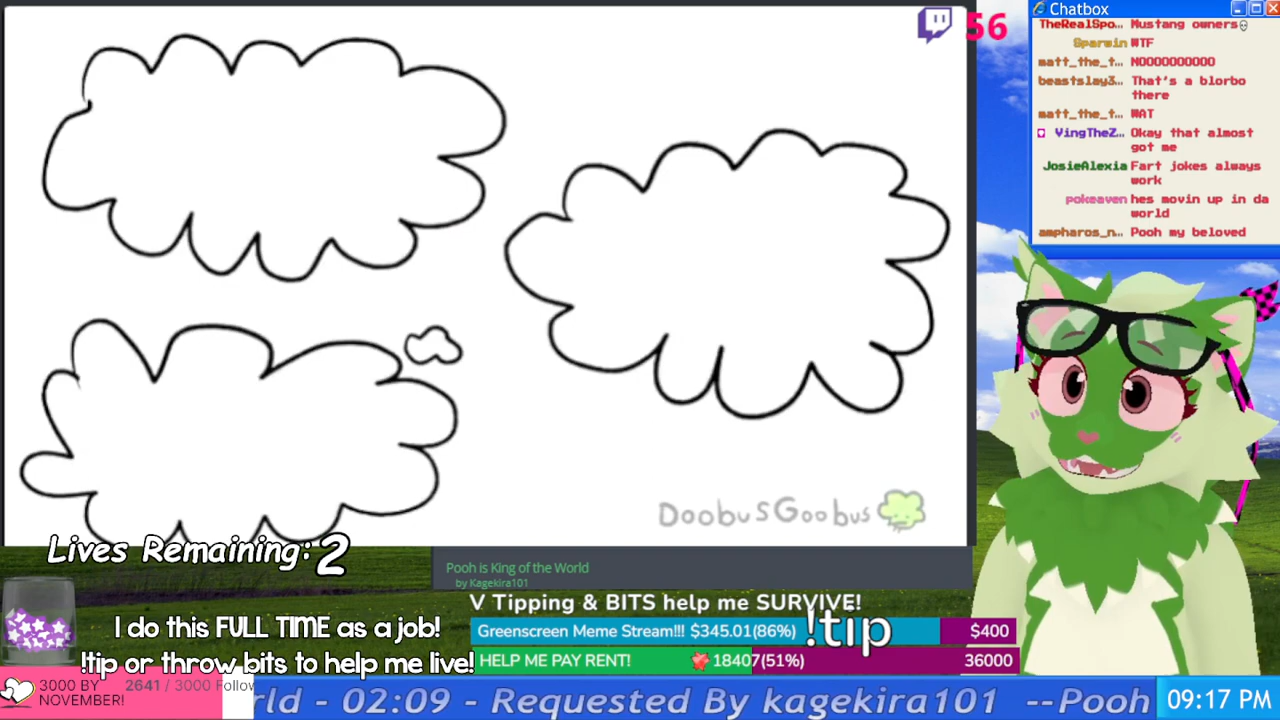 56
Chatbox
TheRealSpo… Mustang owners
Sparwin WTF
matt_the_t… NOOOOOOOOOO
beastslay3… That's a blorbo
there
matt_the_t… WAT
VingTheZ… Okay that almost
got me
JosieAlexia Fart jokes always
work
pokeaven hes movin up in da
world
ampharos_n… Pooh my beloved
DoobusGoobus
Lives Remaining: 2
Pooh is King of the World
by Kagekira101
V Tipping & BITS help me SURVIVE!
!tip
I do this FULL TIME as a job!
Greenscreen Meme Stream!!! $345.01(86%) $400
!tip or throw bits to help me live!
HELP ME PAY RENT! 18407(51%) 36000
3000 BY
NOVEMBER!
2641 / 3000 Follow
rld - 02:09 - Requested By kagekira101 --Pooh
09:17 PM